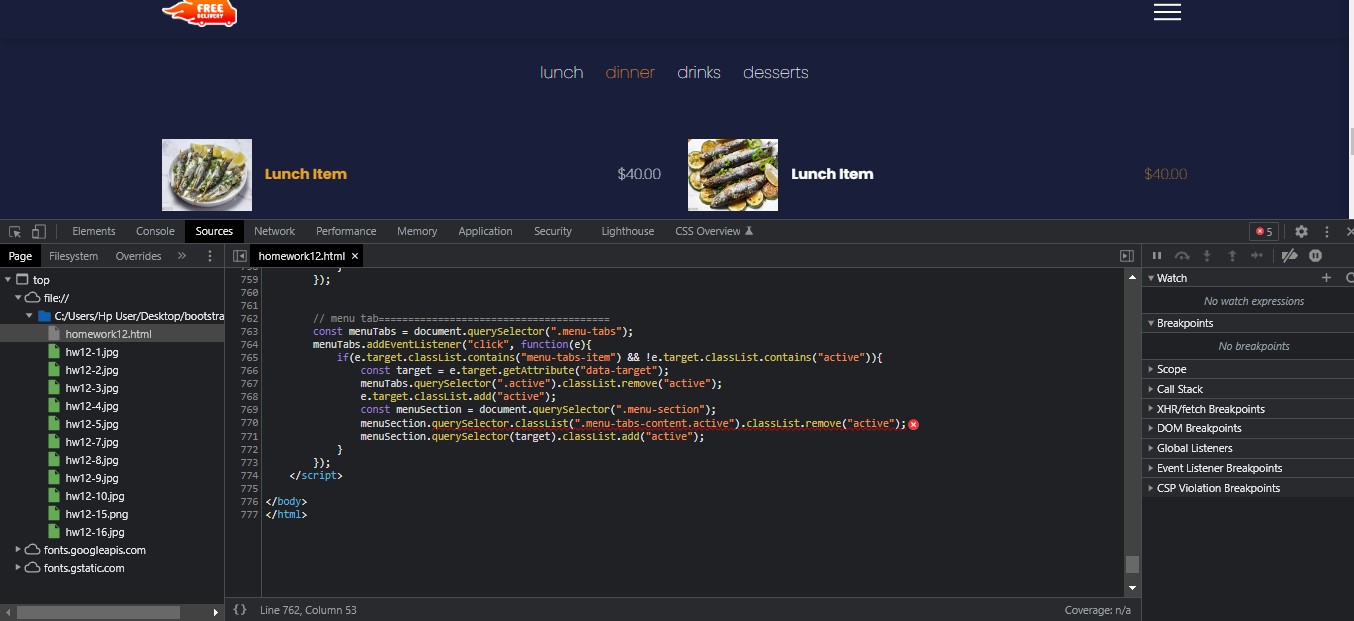 FREE
DELIVERY
lunch dinner drinks desserts
Lunch Item $40.00 Lunch Item $40.00
Elements Console Sources Network Performance Memory Application Security Lighthouse CSS Overview 5
Page Filesystem Overrides » homework12.html ×
top
file://
C:/Users/Hp User/Desktop/bootstra
homework12.html
hw12-1.jpg
hw12-2.jpg
hw12-3.jpg
hw12-4.jpg
hw12-5.jpg
hw12-7.jpg
hw12-8.jpg
hw12-9.jpg
hw12-10.jpg
hw12-15.png
hw12-16.jpg
fonts.googleapis.com
fonts.gstatic.com
758 }
759 });
760
761
762 // menu tab=======================================
763 const menuTabs = document.querySelector(".menu-tabs");
764 menuTabs.addEventListener("click", function(e){
765 if(e.target.classList.contains("menu-tabs-item") && !e.target.classList.contains("active")){
766 const target = e.target.getAttribute("data-target");
767 menuTabs.querySelector(".active").classList.remove("active");
768 e.target.classList.add("active");
769 const menuSection = document.querySelector(".menu-section");
770 menuSection.querySelector.classList(".menu-tabs-content.active").classList.remove("active");
771 menuSection.querySelector(target).classList.add("active");
772 }
773 });
774 </script>
775
776 </body>
777 </html>
{} Line 762, Column 53 Coverage: n/a
Watch
No watch expressions
Breakpoints
No breakpoints
Scope
Call Stack
XHR/fetch Breakpoints
DOM Breakpoints
Global Listeners
Event Listener Breakpoints
CSP Violation Breakpoints